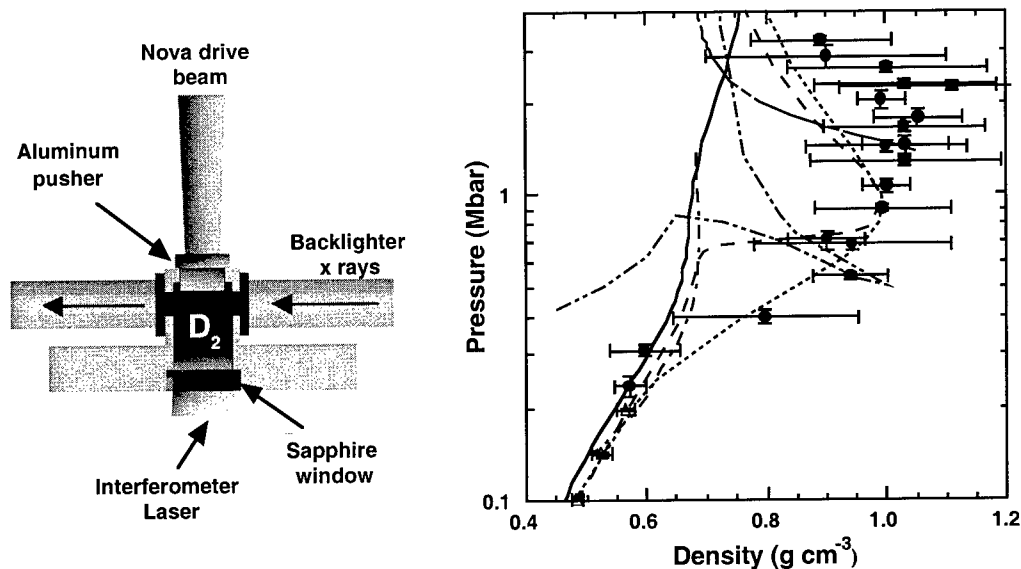 Nova drive
beam
Aluminum
pusher
Backlighter
x rays
D2
Sapphire
window
Interferometer
Laser
Pressure (Mbar)
1
0.1
0.4
0.6
0.8
1.0
1.2
Density (g cm-3)